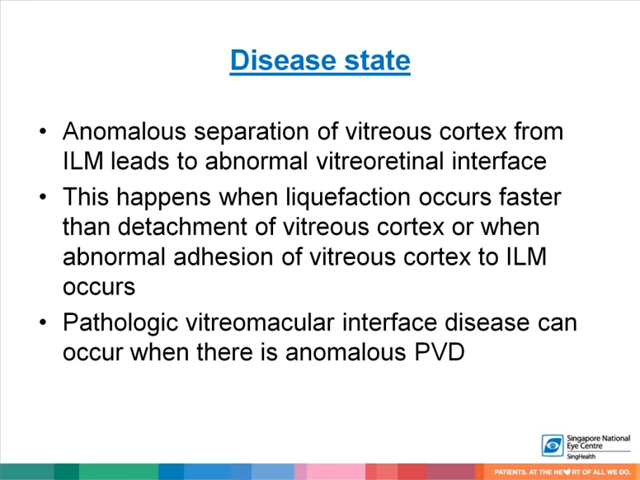 Disease state
• Anomalous separation of vitreous cortex from
ILM leads to abnormal vitreoretinal interface
• This happens when liquefaction occurs faster
than detachment of vitreous cortex or when
abnormal adhesion of vitreous cortex to ILM
occurs
• Pathologic vitreomacular interface disease can
occur when there is anomalous PVD
Singapore National
Eye Centre
SingHealth
PATIENTS. AT THE HE♥RT OF ALL WE DO.